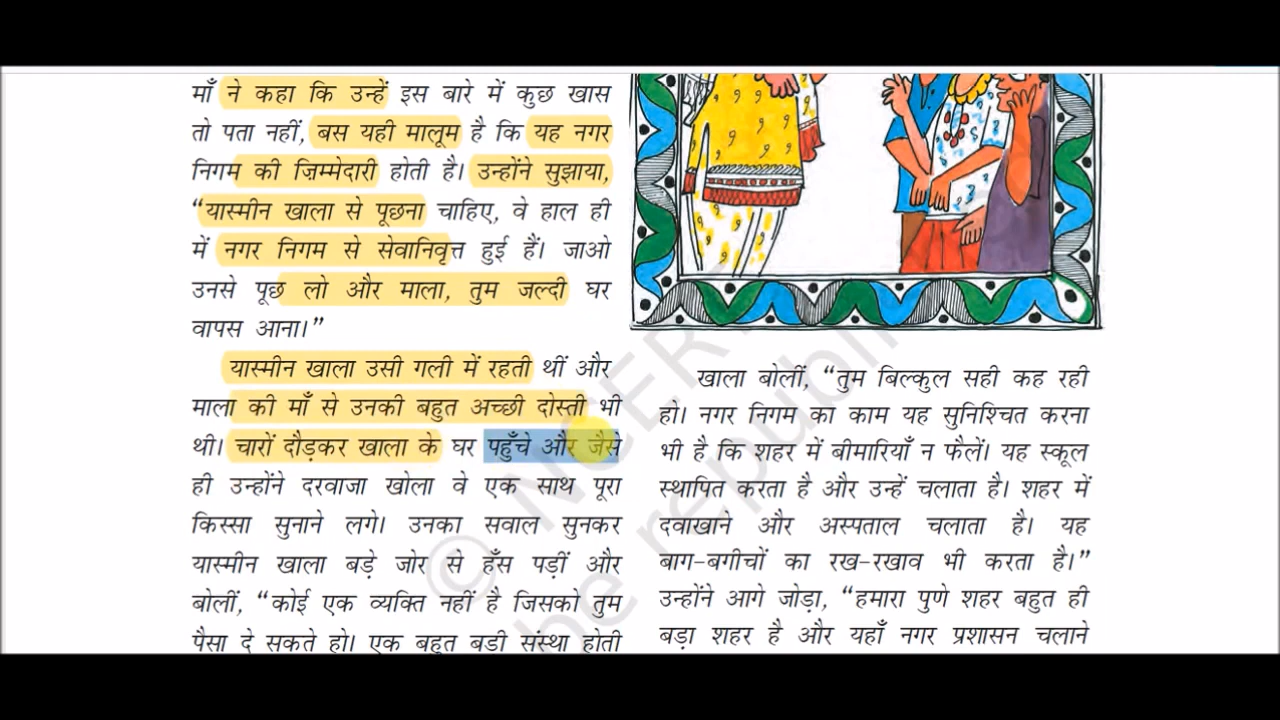 माँ ने कहा कि उन्हें इस बारे में कुछ खास
तो पता नहीं, बस यही मालूम है कि यह नगर
निगम की ज़िम्मेदारी होती है। उन्होंने सुझाया,
“यास्मीन खाला से पूछना चाहिए, वे हाल ही
में नगर निगम से सेवानिवृत्त हुई हैं। जाओ
उनसे पूछ लो और माला, तुम जल्दी घर
वापस आना।”
यास्मीन खाला उसी गली में रहती थीं और
माला की माँ से उनकी बहुत अच्छी दोस्ती भी
थी। चारों दौड़कर खाला के घर पहुँचे और जैसे
ही उन्होंने दरवाजा खोला वे एक साथ पूरा
किस्सा सुनाने लगे। उनका सवाल सुनकर
यास्मीन खाला बड़े जोर से हँस पड़ीं और
बोलीं, “कोई एक व्यक्ति नहीं है जिसको तुम
पैसा दे सकते हो। एक बहुत बड़ी संस्था होती
खाला बोलीं, “तुम बिल्कुल सही कह रही
हो। नगर निगम का काम यह सुनिश्चित करना
भी है कि शहर में बीमारियाँ न फैलें। यह स्कूल
स्थापित करता है और उन्हें चलाता है। शहर में
दवाखाने और अस्पताल चलाता है। यह
बाग-बगीचों का रख-रखाव भी करता है।”
उन्होंने आगे जोड़ा, “हमारा पुणे शहर बहुत ही
बड़ा शहर है और यहाँ नगर प्रशासन चलाने
© NCER
be republi